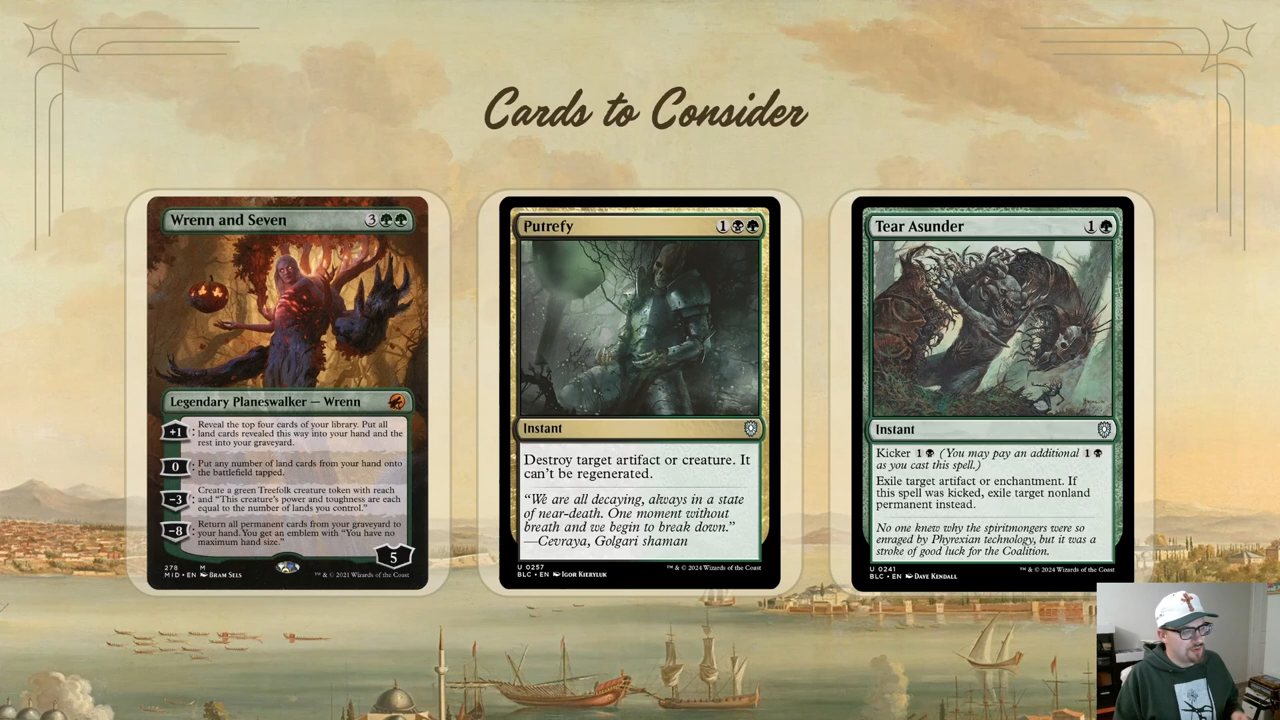 Cards to Consider
Wrenn and Seven 3
Legendary Planeswalker — Wrenn
+1: Reveal the top four cards of your library. Put all
land cards revealed this way into your hand and the
rest into your graveyard.
0: Put any number of land cards from your hand onto
the battlefield tapped.
-3: Create a green Treefolk creature token with reach
and "This creature's power and toughness are each
equal to the number of lands you control."
-8: Return all permanent cards from your graveyard to
your hand. You get an emblem with "You have no
maximum hand size."
5
278 M
MID • EN Bram Sels
™ & © 2021 Wizards of the Coast
Putrefy 1
Instant
Destroy target artifact or creature. It
can't be regenerated.
"We are all decaying, always in a state
of near-death. One moment without
breath and we begin to break down."
—Cevraya, Golgari shaman
U 0257
BLC • EN Igor Kieryluk
™ & © 2024 Wizards of the Coast
Tear Asunder 1
Instant
Kicker 1 (You may pay an additional 1
as you cast this spell.)
Exile target artifact or enchantment. If
this spell was kicked, exile target nonland
permanent instead.
No one knew why the spiritmongers were so
enraged by Phyrexian technology, but it was a
stroke of good luck for the Coalition.
U 0241
BLC • EN Dave Kendall
™ & © 2024 Wizards of the Coast